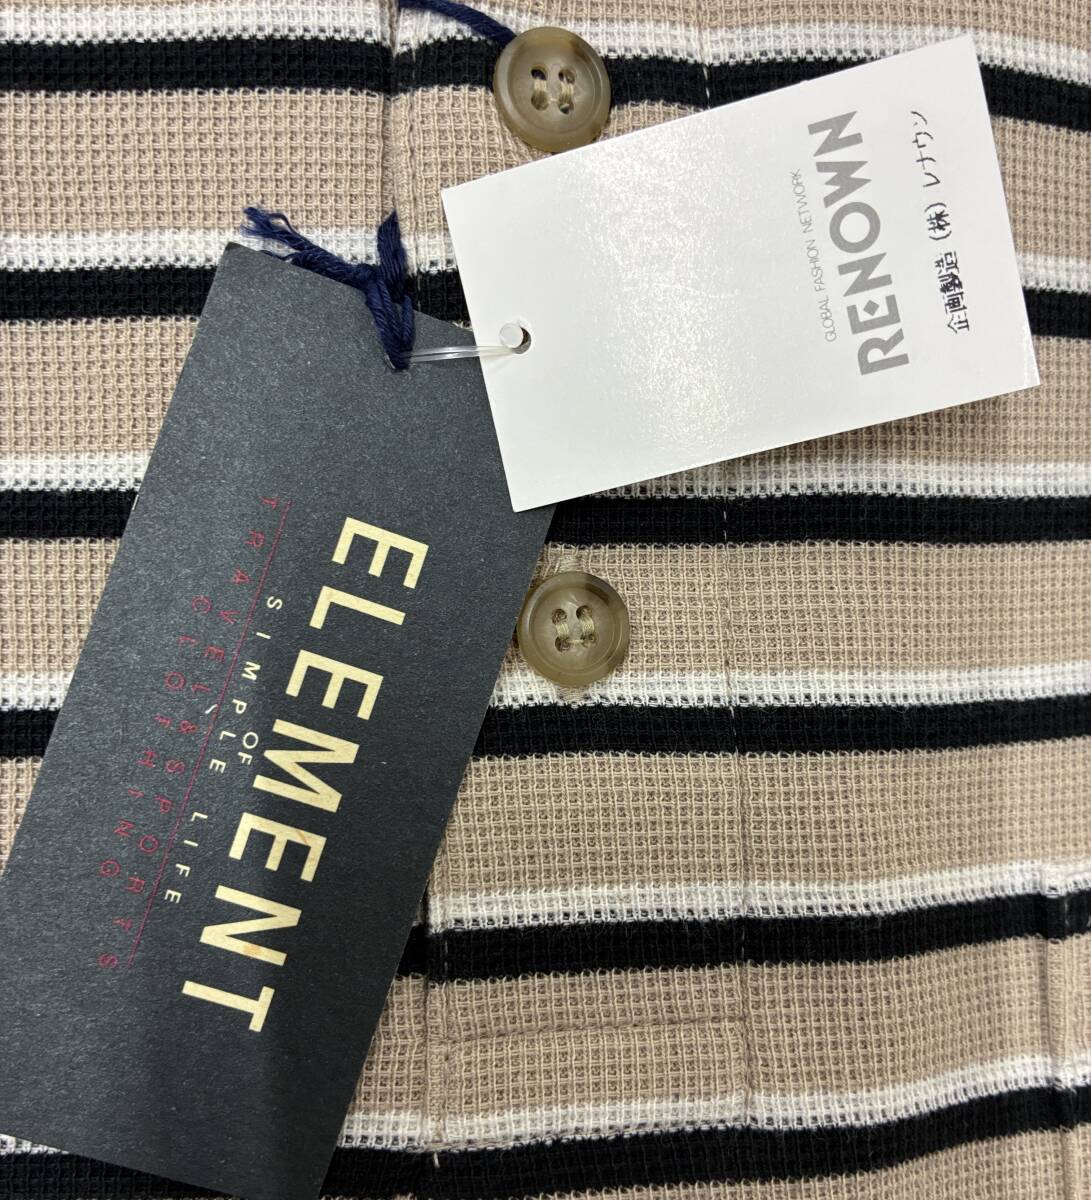 GLOBAL FASHION NETWORK
RENOWN
企画製造 (株) レナウン
ELEMENT
OF
SIMPLE LIFE
TRAVEL & SPORTS
CLOTHINGS